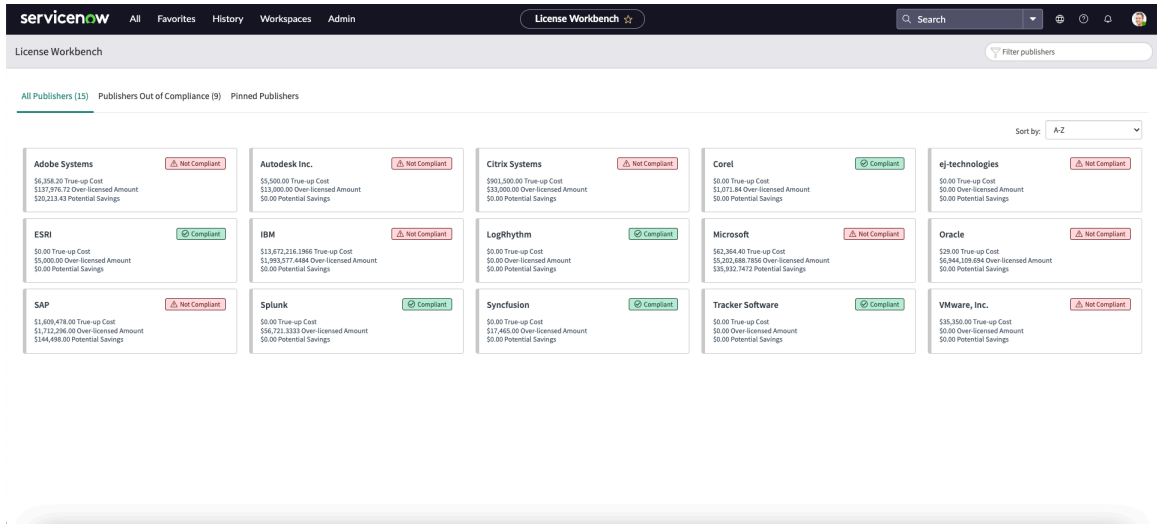 servicenow All Favorites History Workspaces Admin License Workbench Search
License Workbench Filter publishers
All Publishers (15) Publishers Out of Compliance (9) Pinned Publishers
Sort by: A-Z
Adobe Systems Not Compliant
$6,358.20 True-up Cost
$137,976.72 Over-licensed Amount
$20,213.43 Potential Savings
Autodesk Inc. Not Compliant
$5,500.00 True-up Cost
$13,000.00 Over-licensed Amount
$0.00 Potential Savings
Citrix Systems Not Compliant
$901,500.00 True-up Cost
$33,000.00 Over-licensed Amount
$0.00 Potential Savings
Corel Compliant
$0.00 True-up Cost
$1,071.84 Over-licensed Amount
$0.00 Potential Savings
ej-technologies Not Compliant
$0.00 True-up Cost
$0.00 Over-licensed Amount
$0.00 Potential Savings
ESRI Compliant
$0.00 True-up Cost
$5,000.00 Over-licensed Amount
$0.00 Potential Savings
IBM Not Compliant
$13,672,216.1966 True-up Cost
$1,993,577.4484 Over-licensed Amount
$0.00 Potential Savings
LogRhythm Compliant
$0.00 True-up Cost
$0.00 Over-licensed Amount
$0.00 Potential Savings
Microsoft Not Compliant
$62,364.40 True-up Cost
$5,202,688.7856 Over-licensed Amount
$35,932.7472 Potential Savings
Oracle Not Compliant
$29.00 True-up Cost
$6,944,109.694 Over-licensed Amount
$0.00 Potential Savings
SAP Not Compliant
$1,609,478.00 True-up Cost
$1,712,296.00 Over-licensed Amount
$144,498.00 Potential Savings
Splunk Compliant
$0.00 True-up Cost
$56,721.3333 Over-licensed Amount
$0.00 Potential Savings
Syncfusion Compliant
$0.00 True-up Cost
$17,465.00 Over-licensed Amount
$0.00 Potential Savings
Tracker Software Compliant
$0.00 True-up Cost
$0.00 Over-licensed Amount
$0.00 Potential Savings
VMware, Inc. Not Compliant
$35,350.00 True-up Cost
$0.00 Over-licensed Amount
$0.00 Potential Savings